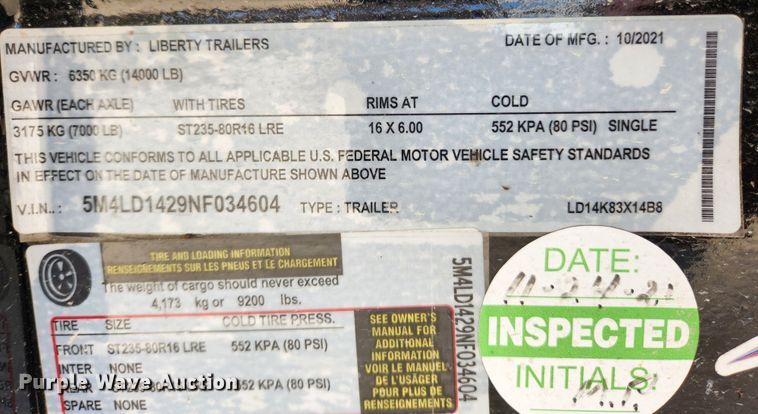 MANUFACTURED BY : LIBERTY TRAILERS DATE OF MFG. : 10/2021
GVWR : 6350 KG (14000 LB)
GAWR (EACH AXLE) WITH TIRES RIMS AT COLD
3175 KG (7000 LB) ST235-80R16 LRE 16 X 6.00 552 KPA (80 PSI) SINGLE
THIS VEHICLE CONFORMS TO ALL APPLICABLE U.S. FEDERAL MOTOR VEHICLE SAFETY STANDARDS
IN EFFECT ON THE DATE OF MANUFACTURE SHOWN ABOVE
V.I.N.. : 5M4LD1429NF034604 TYPE : TRAILER LD14K83X14B8
TIRE AND LOADING INFORMATION
RENSEIGNEMENTS SUR LES PNEUS ET LE CHARGEMENT
The weight of cargo should never exceed
4,173 kg or 9200 lbs.
TIRE SIZE COLD TIRE PRESS.
FRONT ST235-80R16 LRE 552 KPA (80 PSI)
INTER NONE
552 KPA (80 PSI)
SPARE NONE
SEE OWNER'S
MANUAL FOR
ADDITIONAL
INFORMATION
VOIR LE MANUEL
DE L'USÁGER
POUR PLUS DE
RENSEIGNEMENTS
5M4LD1429NF034604
DATE:
11-24-21
INSPECTED
INITIALS
Purple Wave Auction